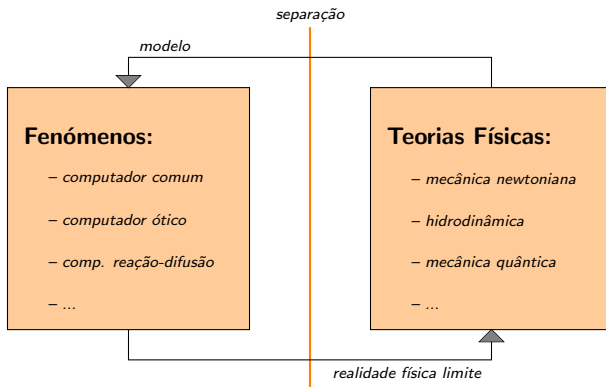 separação
modelo
Fenómenos:
– computador comum
– computador ótico
– comp. reação-difusão
– ...
Teorias Físicas:
– mecânica newtoniana
– hidrodinâmica
– mecânica quântica
– ...
realidade física limite